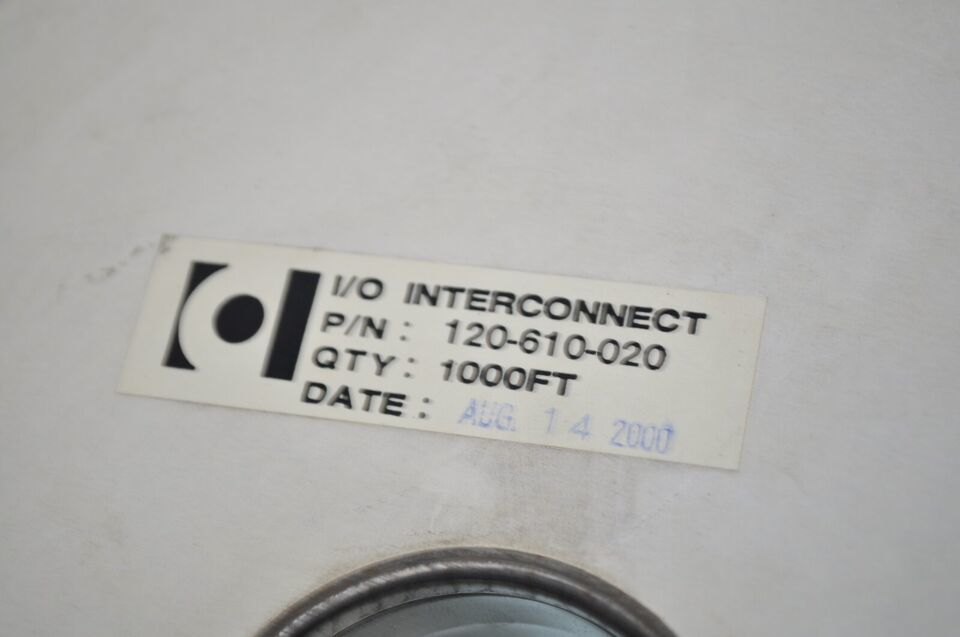 I/O INTERCONNECT
P/N: 120-610-020
QTY: 1000FT
DATE: AUG. 14 2000